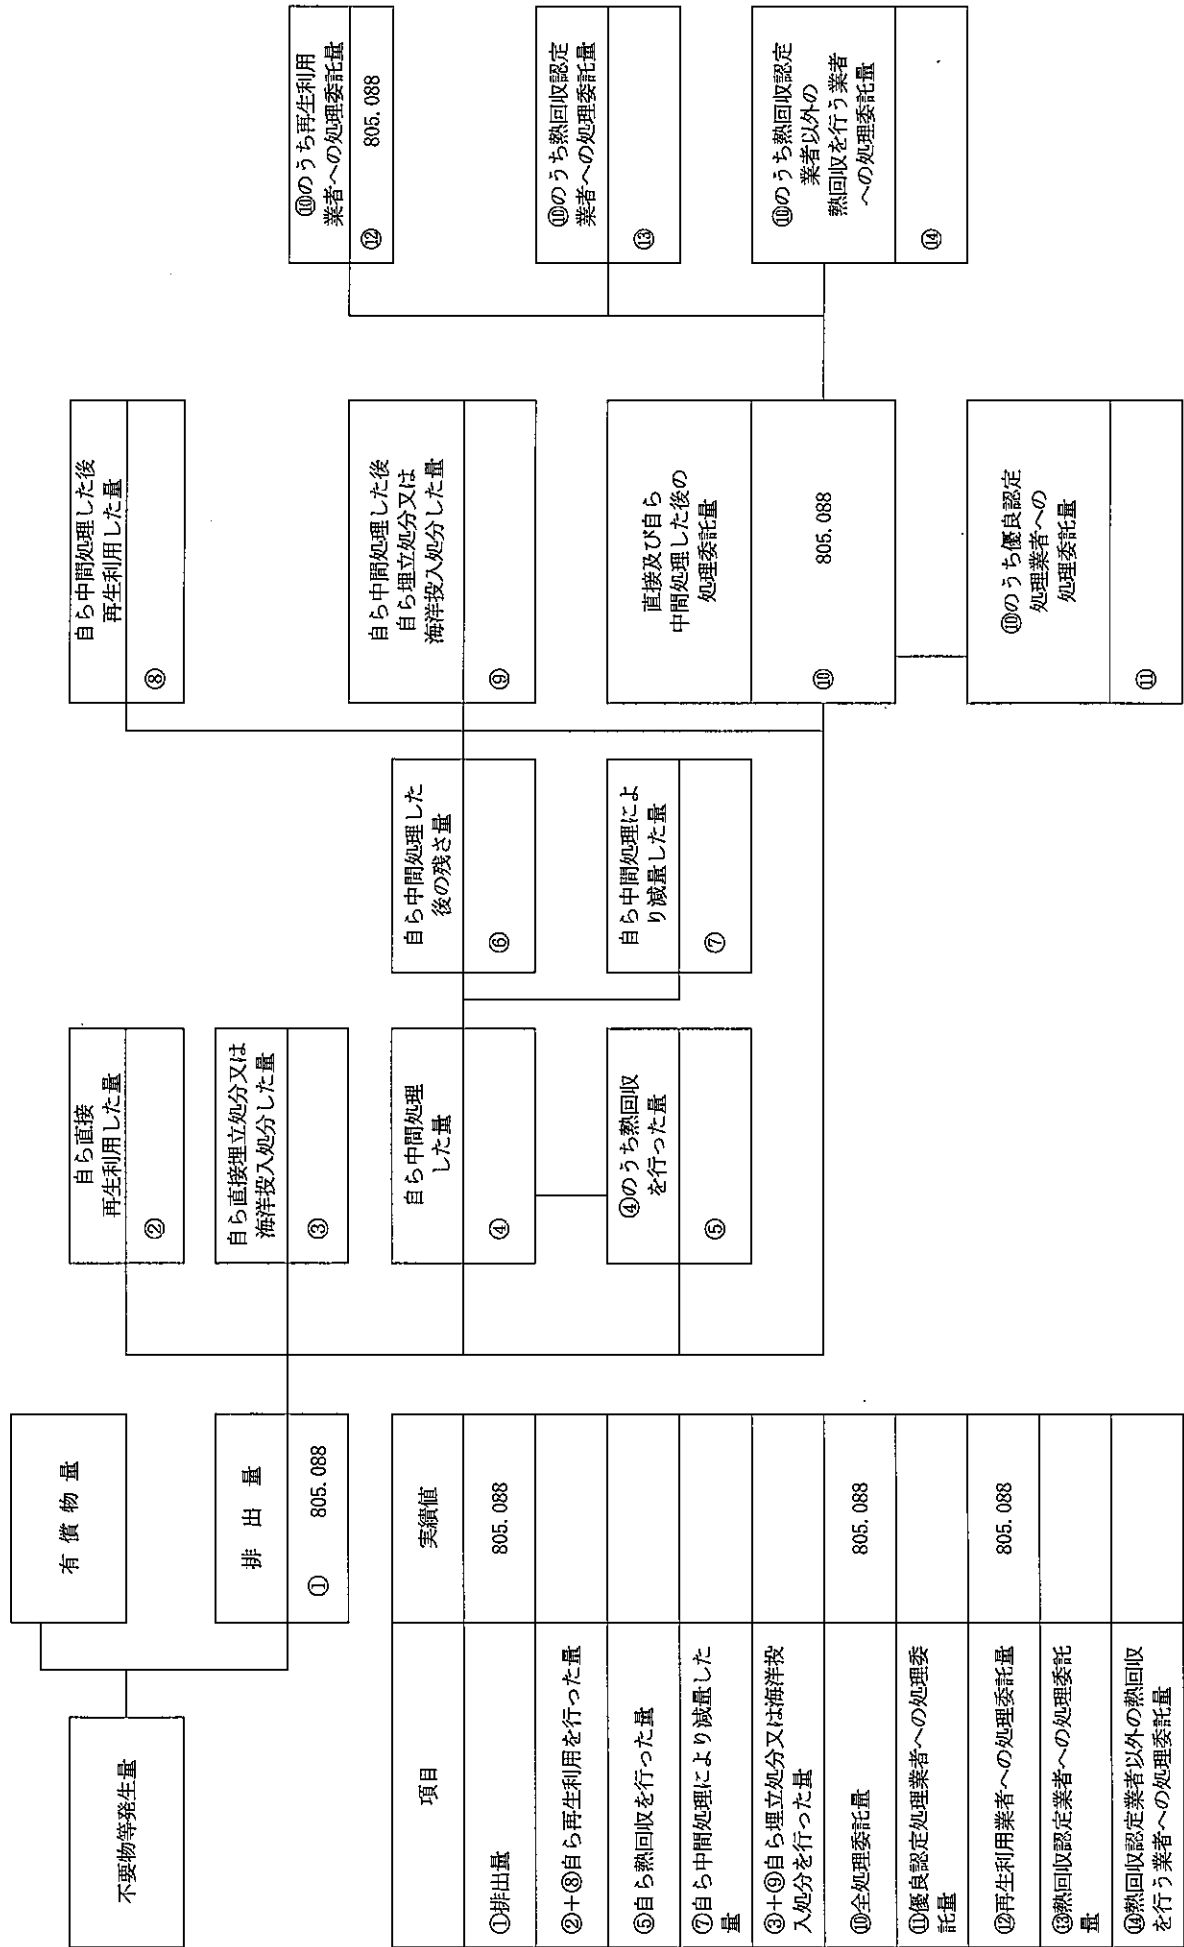 不要物等発生量
有償物量
排出量
① 805.088
自ら直接
再生利用した量
②
自ら直接埋立処分又は
海洋投入処分した量
③
自ら中間処理
した量
④
④のうち熱回収
を行った量
⑤
自ら中間処理した
後の残さ量
⑥
自ら中間処理によ
り減量した量
⑦
自ら中間処理した後
再生利用した量
⑧
自ら中間処理した後
自ら埋立処分又は
海洋投入処分した量
⑨
直接及び自ら
中間処理した後の
処理委託量
⑩ 805.088
⑩のうち優良認定
処理業者への
処理委託量
⑪
⑩のうち再生利用
業者への処理委託量
⑫ 805.088
⑩のうち熱回収認定
業者への処理委託量
⑬
⑩のうち熱回収認定
業者以外の
熱回収を行う業者
への処理委託量
⑭
項目 実績値
①排出量 805.088
②+⑧自ら再生利用を行った量
⑤自ら熱回収を行った量
⑦自ら中間処理により減量した
量
③+⑨自ら埋立処分又は海洋投
入処分を行った量
⑩全処理委託量 805.088
⑪優良認定処理業者への処理委
託量
⑫再生利用業者への処理委託量 805.088
⑬熱回収認定業者への処理委託
量
⑭熱回収認定業者以外の熱回収
を行う業者への処理委託量